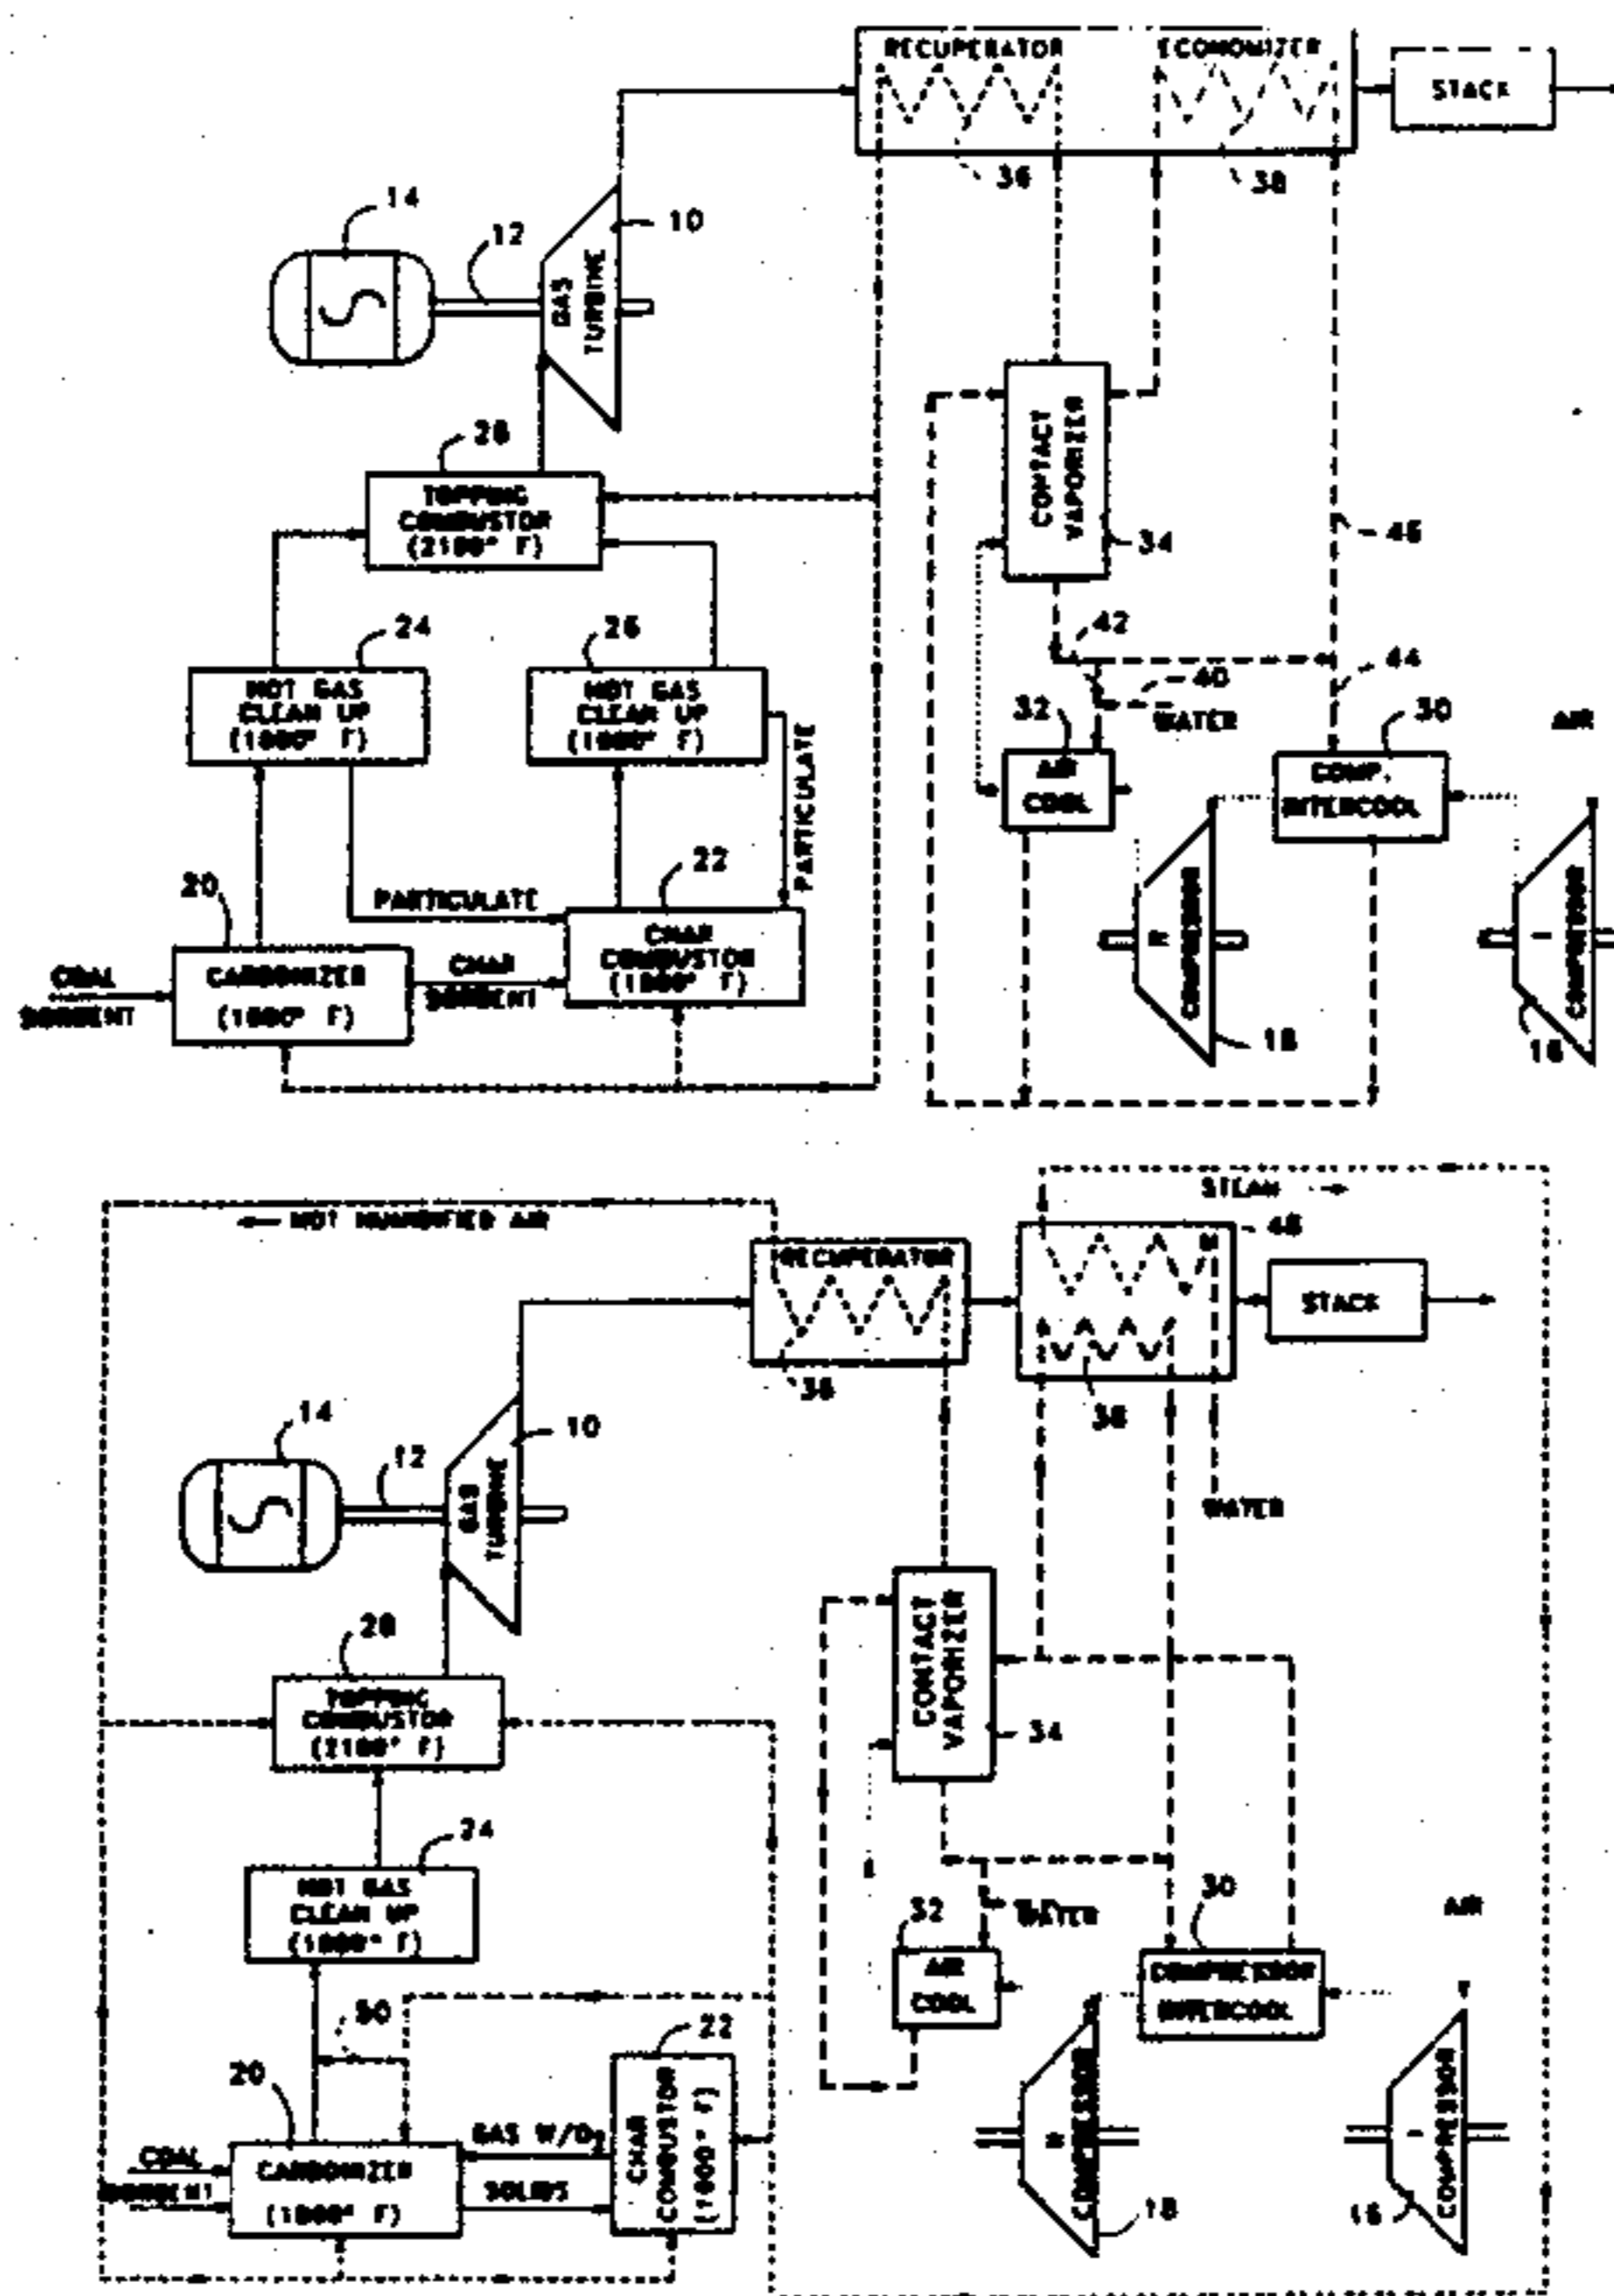 RECUPERATOR
ECONOMIZER
STACK
36
38
14
12
10
GAS
TURBINE
28
TOPPING
COMBUSTOR
(2100° F)
CONTACT
VAPORIZER
34
46
24
26
42
44
40
HOT GAS
CLEAN UP
HOT GAS
CLEAN UP
32
WATER
30
AIR
PARTICULATE
AIR
COOL
COMP.
INTERCOOL
20
22
PARTICULATE
CHAR
COMBUSTOR
COAL
SORBENT
CARBONIZER
CHAR
SORBENT
COMPRESSOR
18
I
COMPRESSOR
16
STEAM
HOT HUMIDIFIED AIR
48
RECUPERATOR
STACK
36
38
14
12
10
GAS
TURBINE
WATER
28
CONTACT
VAPORIZER
34
TOPPING
COMBUSTOR
(2100° F)
24
HOT GAS
CLEAN UP
32
WATER
30
AIR
AIR
COOL
COMPRESSOR
INTERCOOL
50
22
20
GAS W/O2
CHAR
COMBUSTOR
COAL
SORBENT
CARBONIZER
SOLIDS
COMPRESSOR
18
I
COMPRESSOR
16